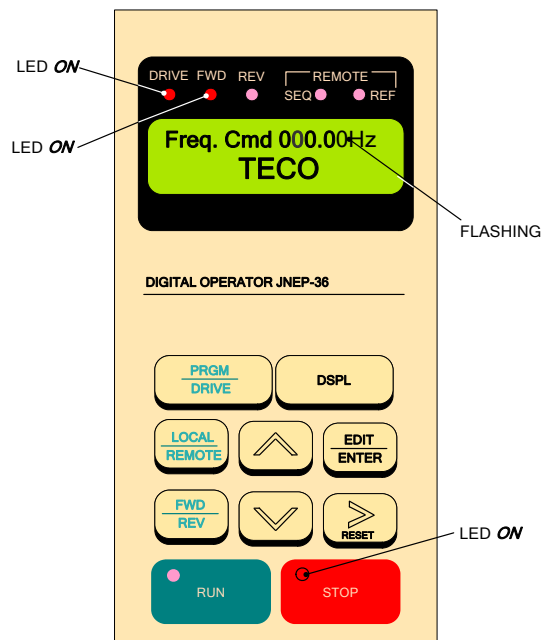 LED ON
DRIVE FWD REV REMOTE
SEQ REF
LED ON
Freq. Cmd 000.00Hz
TECO
FLASHING
DIGITAL OPERATOR JNEP-36
PRGM
DRIVE
DSPL
LOCAL
REMOTE
EDIT
ENTER
FWD
REV
RESET
LED ON
RUN
STOP